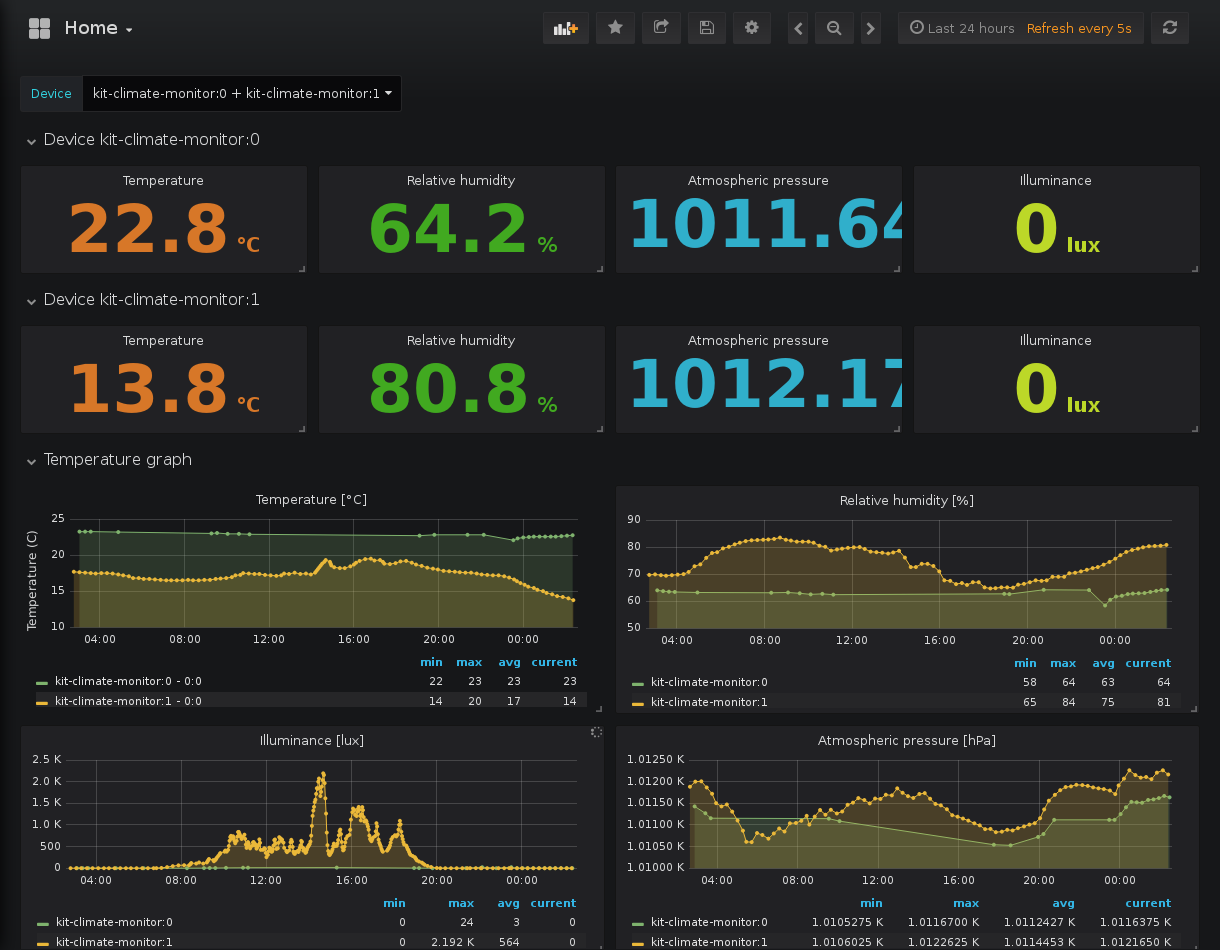 Home
Last 24 hours Refresh every 5s
Device kit-climate-monitor:0 + kit-climate-monitor:1
Device kit-climate-monitor:0
Temperature Relative humidity Atmospheric pressure Illuminance
22.8 °C 64.2 % 1011.64 0 lux
Device kit-climate-monitor:1
Temperature Relative humidity Atmospheric pressure Illuminance
13.8 °C 80.8 % 1012.17 0 lux
Temperature graph
Temperature [°C]
Temperature (C)
25
20
15
10
04:00 08:00 12:00 16:00 20:00 00:00
min max avg current
kit-climate-monitor:0 - 0:0 22 23 23 23
kit-climate-monitor:1 - 0:0 14 20 17 14
Relative humidity [%]
90
80
70
60
50
04:00 08:00 12:00 16:00 20:00 00:00
min max avg current
kit-climate-monitor:0 58 64 63 64
kit-climate-monitor:1 65 84 75 81
Illuminance [lux]
2.5 K
2.0 K
1.5 K
1.0 K
500
0
04:00 08:00 12:00 16:00 20:00 00:00
min max avg current
kit-climate-monitor:0 0 24 3 0
kit-climate-monitor:1 0 2.192 K 564 0
Atmospheric pressure [hPa]
1.01250 K
1.01200 K
1.01150 K
1.01100 K
1.01050 K
1.01000 K
04:00 08:00 12:00 16:00 20:00 00:00
min max avg current
kit-climate-monitor:0 1.0105275 K 1.0116700 K 1.0112427 K 1.0116375 K
kit-climate-monitor:1 1.0106025 K 1.0122625 K 1.0114453 K 1.0121650 K